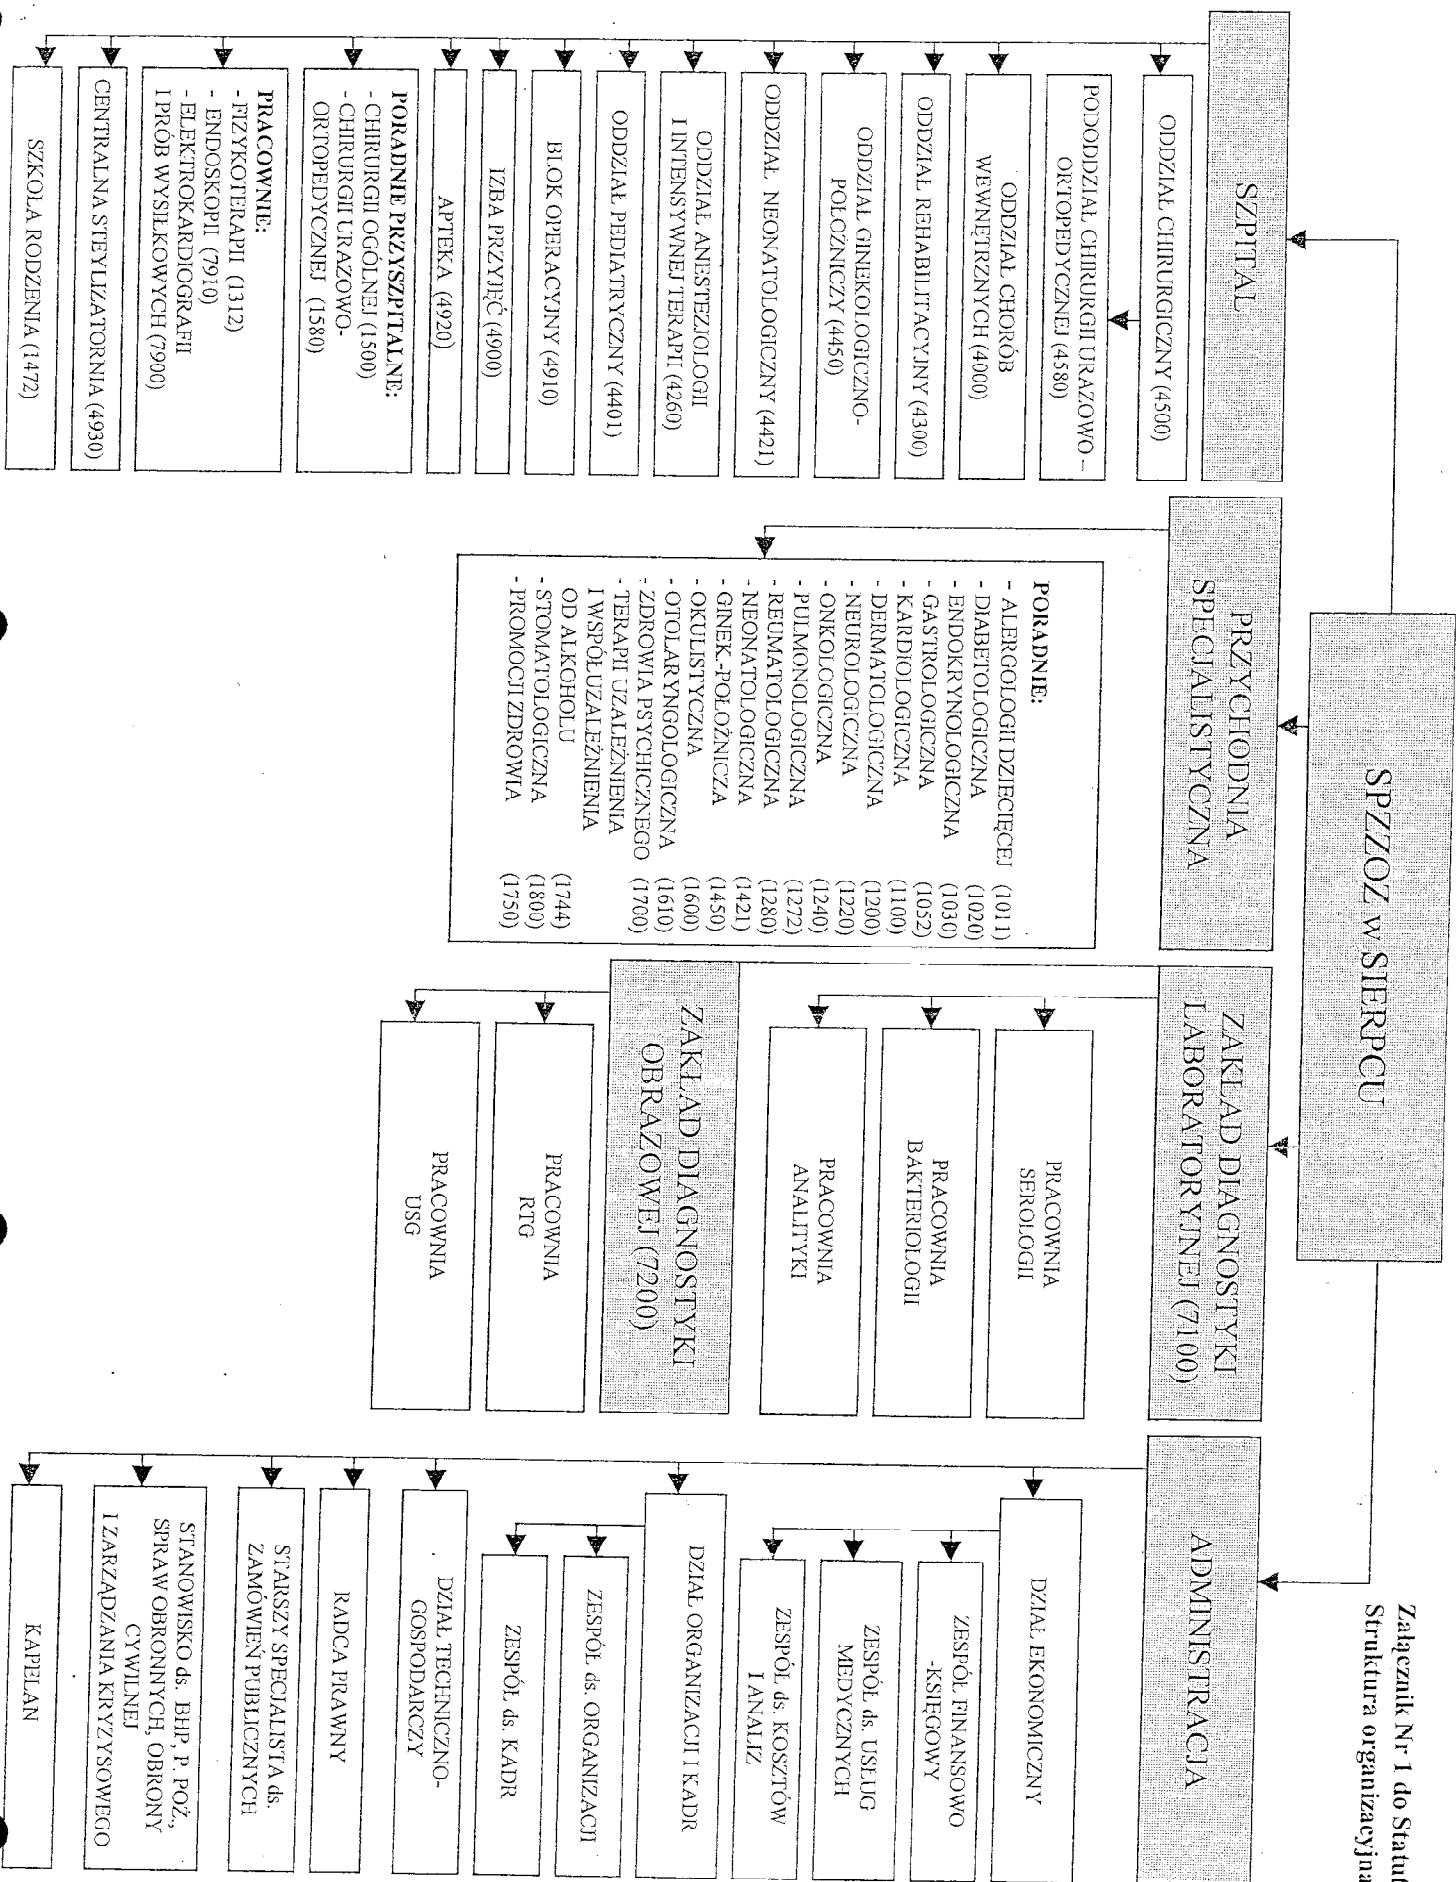 Załącznik Nr 1 do Statut
Struktura organizacyjna
SPZZOZ w SIERPCU
SZPITAL
ODDZIAŁ CHIRURGICZNY (4500)
PODODDZIAŁ CHIRURGII URAZOWO –
ORTOPEDYCZNEJ (4580)
ODDZIAŁ CHORÓB
WEWNĘTRZNYCH (4000)
ODDZIAŁ REHABILITACYJNY (4300)
ODDZIAŁ GINEKOLOGICZNO-
POŁOŻNICZY (4450)
ODDZIAŁ NEONATOLOGICZNY (4421)
ODDZIAŁ ANESTEZJOLOGII
I INTENSYWNEJ TERAPII (4260)
ODDZIAŁ PEDIATRYCZNY (4401)
BLOK OPERACYJNY (4910)
IZBA PRZYJĘĆ (4900)
APTEKA (4920)
PORADNIE PRZYSZPITALNE:
- CHIRURGII OGÓLNEJ (1500)
- CHIRURGII URAZOWO-
ORTOPEDYCZNEJ (1580)
PRACOWNIE:
- FIZYKOTERAPII (1312)
- ENDOSKOPII (7910)
- ELEKTROKARDIOGRAFII
I PRÓB WYSIŁKOWYCH (7900)
CENTRALNA STEYLIZATORNIA (4930)
SZKOŁA RODZENIA (1472)
PRZYCHODNIA
SPECJALISTYCZNA
PORADNIE:
- ALERGOLOGII DZIECIĘCEJ (1011)
- DIABETOLOGICZNA (1020)
- ENDOKRYNOLOGICZNA (1030)
- GASTROLOGICZNA (1052)
- KARDIOLOGICZNA (1100)
- DERMATOLOGICZNA (1200)
- NEUROLOGICZNA (1220)
- ONKOLOGICZNA (1240)
- PULMONOLOGICZNA (1272)
- REUMATOLOGICZNA (1280)
- NEONATOLOGICZNA (1421)
- GINEK.-POŁOŻNICZA (1450)
- OKULISTYCZNA (1600)
- OTOLARYNGOLOGICZNA (1610)
- ZDROWIA PSYCHICZNEGO (1700)
- TERAPII UZALEŻNIENIA
I WSPÓŁUZALEŻNIENIA
OD ALKOHOLU (1744)
- STOMATOLOGICZNA (1800)
- PROMOCJI ZDROWIA (1750)
ZAKŁAD DIAGNOSTYKI
LABORATORYJNEJ (7100)
PRACOWNIA
SEROLOGII
PRACOWNIA
BAKTERIOLOGII
PRACOWNIA
ANALITYKI
ZAKŁAD DIAGNOSTYKI
OBRAZOWEJ (7200)
PRACOWNIA
RTG
PRACOWNIA
USG
ADMINISTRACJA
DZIAŁ EKONOMICZNY
ZESPÓŁ FINANSOWO
-KSIĘGOWY
ZESPÓŁ ds. USŁUG
MEDYCZNYCH
ZESPÓŁ ds. KOSZTÓW
I ANALIZ
DZIAŁ ORGANIZACJI I KADR
ZESPÓŁ ds. ORGANIZACJI
ZESPÓŁ ds. KADR
DZIAŁ TECHNICZNO-
GOSPODARCZY
RADCA PRAWNY
STARSZY SPECJALISTA ds.
ZAMÓWIEŃ PUBLICZNYCH
STANOWISKO ds. BHP, P. POŻ.,
SPRAW OBRONNYCH, OBRONY
CYWILNEJ
I ZARZĄDZANIA KRYZYSOWEGO
KAPELAN